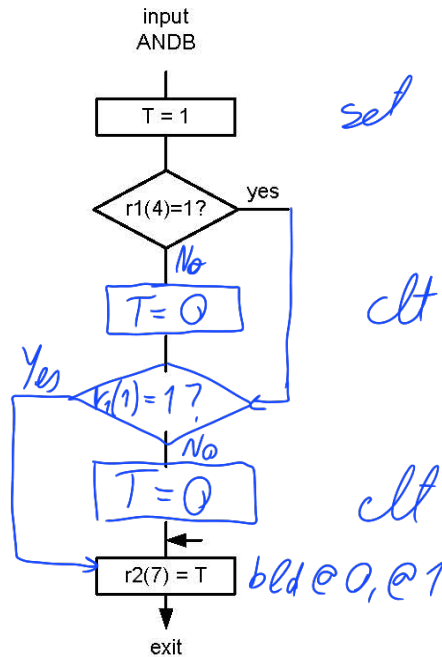 input
ANDB
T = 1
set
r1(4)=1?
yes
No
T = 0
clt
Yes
r1(1) = 1 ?
No
T = 0
clt
r2(7) = T
bld @ 0, @ 1
exit